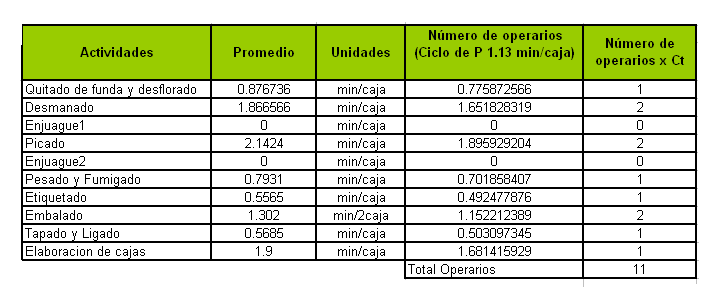 Actividades Promedio Unidades Número de operarios (Ciclo de P 1.13 min/caja) Número de operarios x Ct
Quitado de funda y desflorado 0.876736 min/caja 0.775872566 1
Desmanado 1.866566 min/caja 1.651828319 2
Enjuague1 0 min/caja 0 0
Picado 2.1424 min/caja 1.895929204 2
Enjuague2 0 min/caja 0 0
Pesado y Fumigado 0.7931 min/caja 0.701858407 1
Etiquetado 0.5565 min/caja 0.492477876 1
Embalado 1.302 min/2caja 1.152212389 2
Tapado y Ligado 0.5685 min/caja 0.503097345 1
Elaboracion de cajas 1.9 min/caja 1.681415929 1
Total Operarios 11